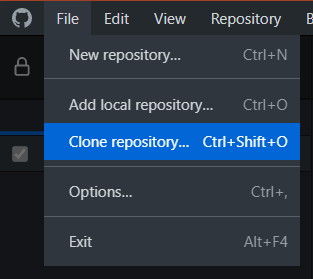 File Edit View Repository B
New repository... Ctrl+N
Add local repository... Ctrl+O
Clone repository... Ctrl+Shift+O
Options... Ctrl+,
Exit Alt+F4